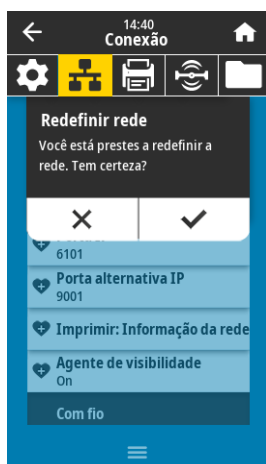 14:40
Conexão
Redefinir rede
Você está prestes a redefinir a
rede. Tem certeza?
6101
Porta alternativa IP
9001
Imprimir: Informação da rede
Agente de visibilidade
On
Com fio